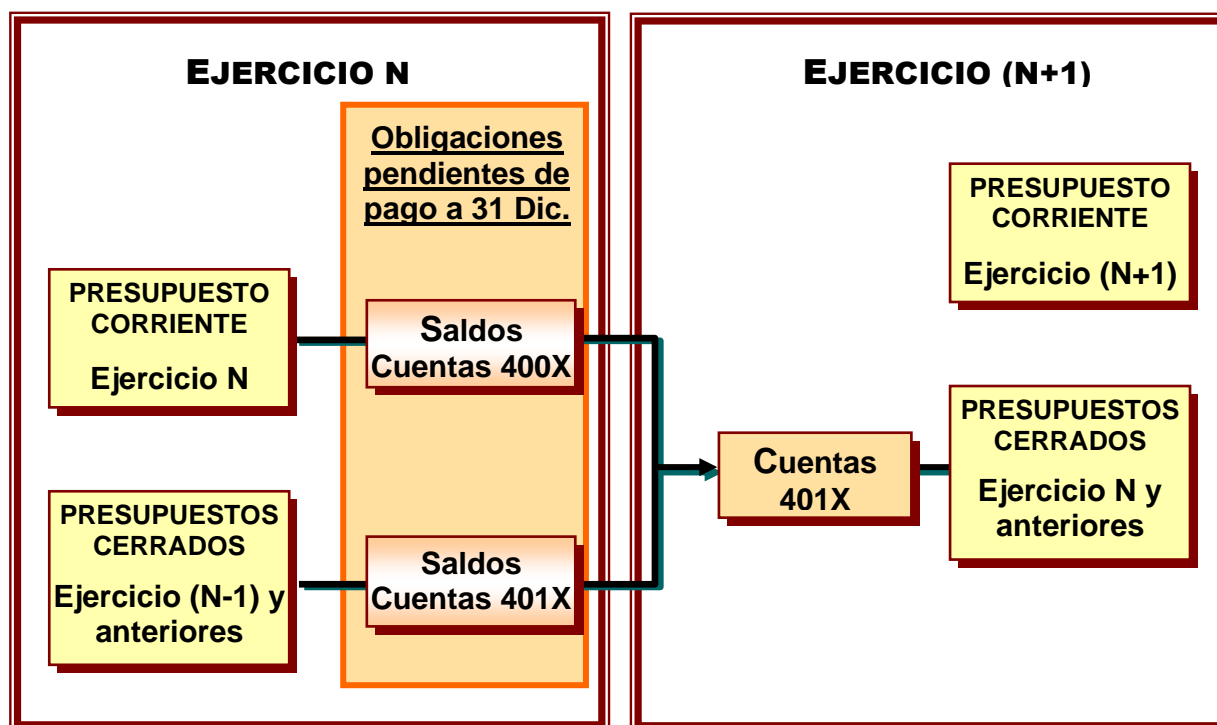 EJERCICIO N
Obligaciones
pendientes de
pago a 31 Dic.
PRESUPUESTO
CORRIENTE
Ejercicio N
Saldos
Cuentas 400X
PRESUPUESTOS
CERRADOS
Ejercicio (N-1) y
anteriores
Saldos
Cuentas 401X
EJERCICIO (N+1)
PRESUPUESTO
CORRIENTE
Ejercicio (N+1)
Cuentas
401X
PRESUPUESTOS
CERRADOS
Ejercicio N y
anteriores